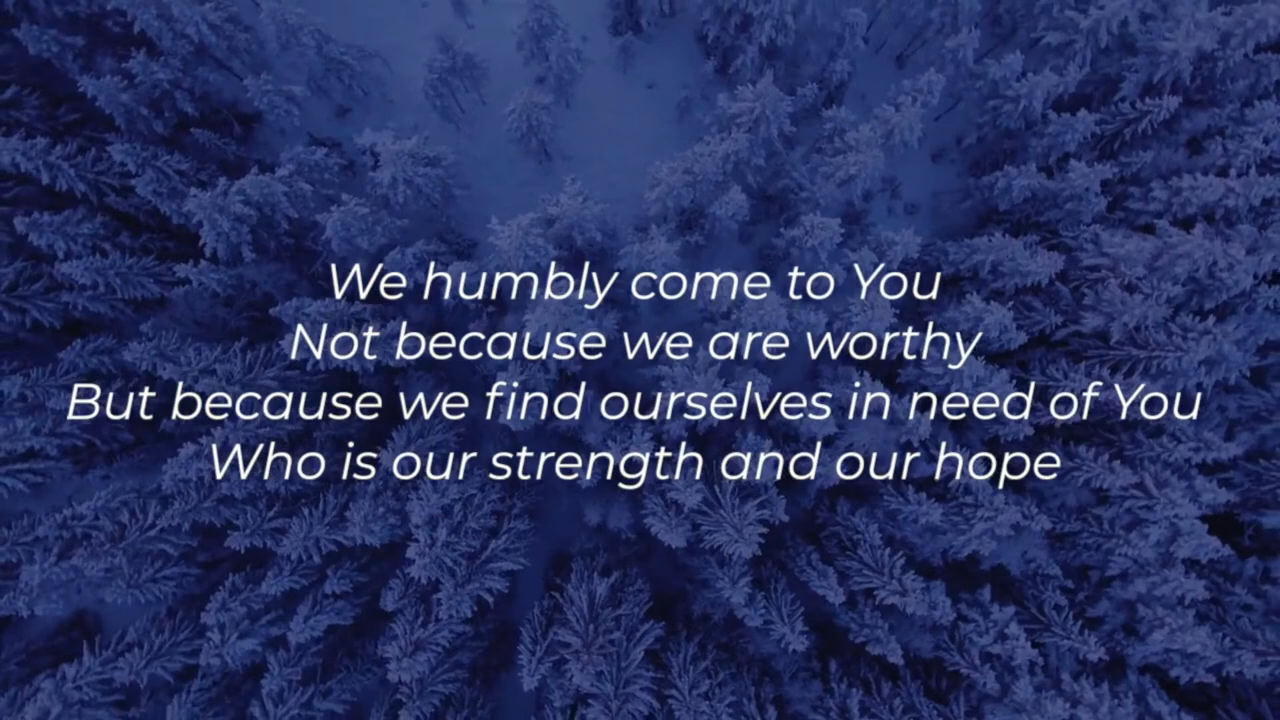 We humbly come to You
Not because we are worthy
But because we find ourselves in need of You
Who is our strength and our hope